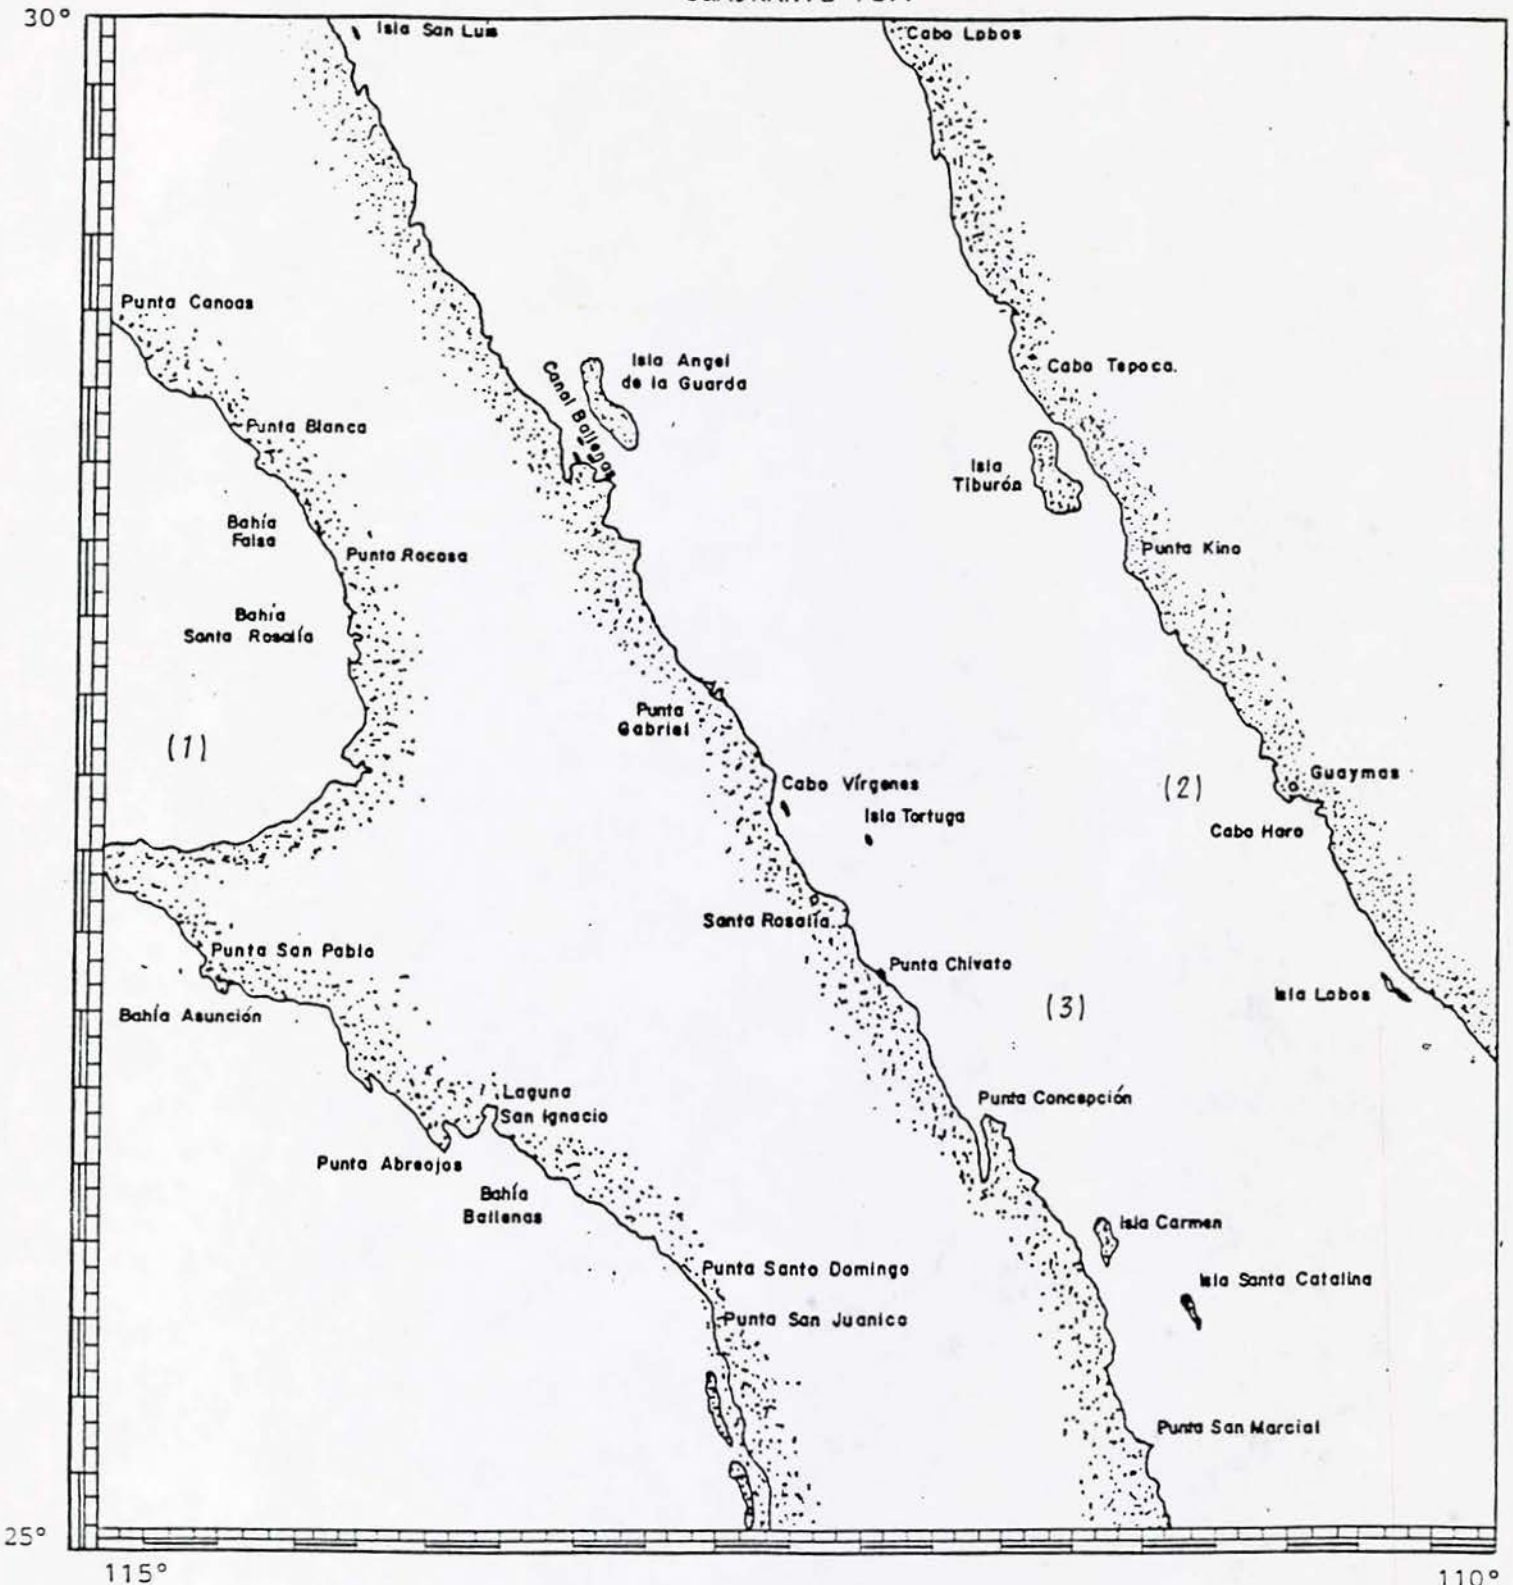 30°
Isla San Luis
Cabo Lobos
Punta Canoas
Isla Angel
de la Guarda
Canal Ballenas
Cabo Tepoca.
Punta Blanca
Isla
Tiburón
Bahía
Falsa
Punta Rocosa
Punta Kino
Bahía
Santa Rosalía
Punta
Gabriel
(1)
Cabo Vírgenes
(2)
Guaymas
Isla Tortuga
Cabo Haro
Santa Rosalía
Punta San Pablo
Punta Chivato
Isla Lobos
(3)
Bahía Asunción
Laguna
San Ignacio
Punta Concepción
Punta Abreojos
Bahía
Ballenas
Isla Carmen
Punta Santo Domingo
Isla Santa Catalina
Punta San Juanico
Punta San Marcial
25°
115°
110°